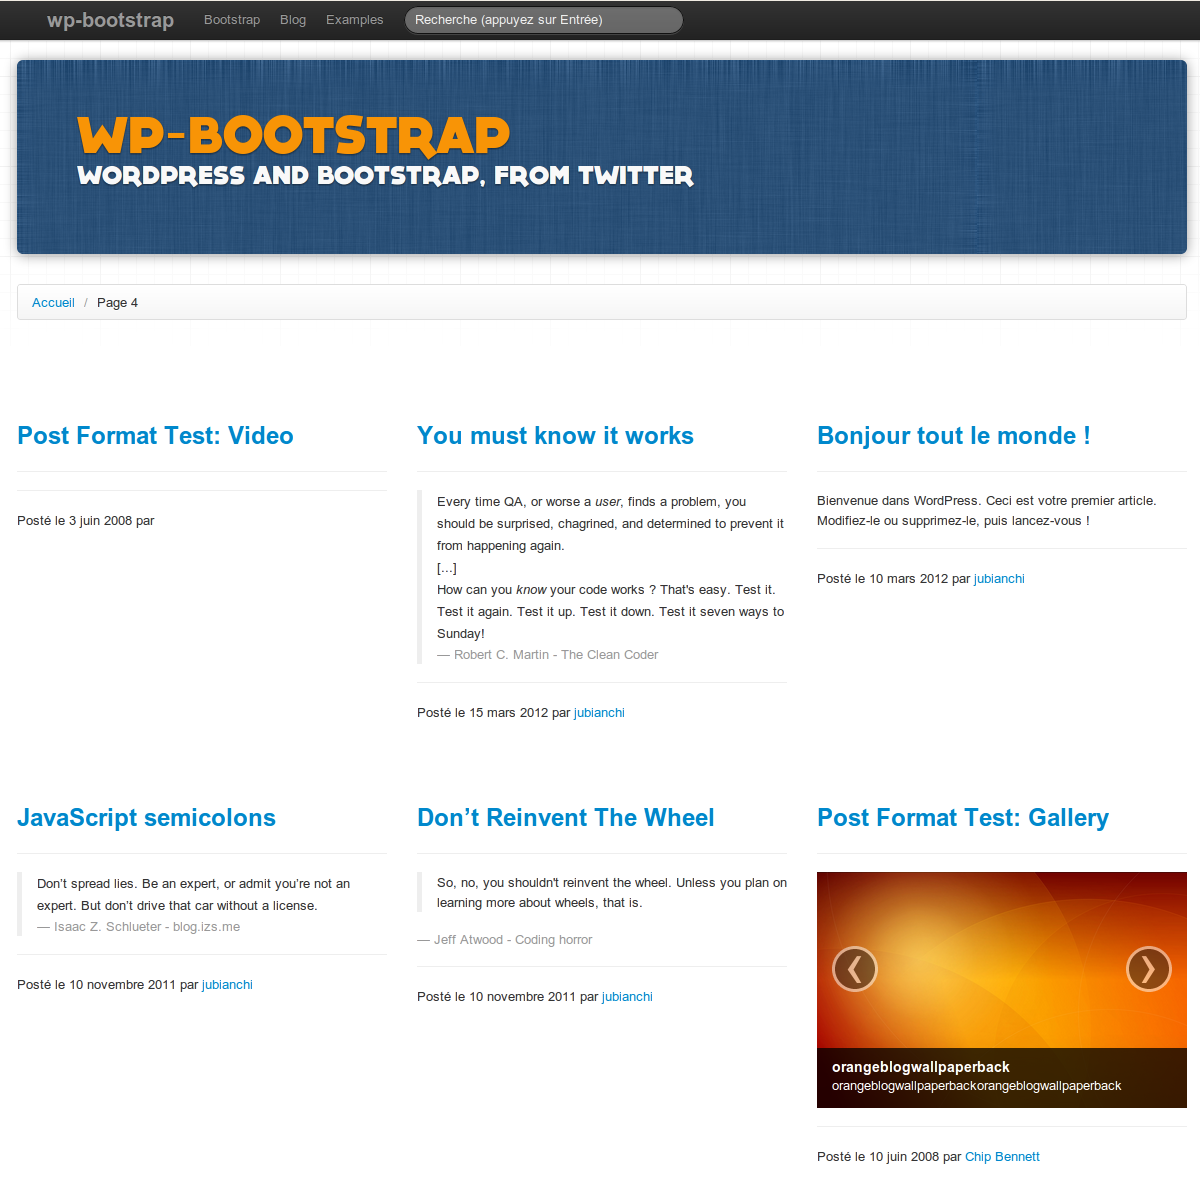 wp-bootstrap Bootstrap Blog Examples Recherche (appuyez sur Entrée)
WP-BOOTSTRAP
WORDPRESS AND BOOTSTRAP, FROM TWITTER
Accueil / Page 4
Post Format Test: Video
Posté le 3 juin 2008 par
You must know it works
Every time QA, or worse a user, finds a problem, you
should be surprised, chagrined, and determined to prevent it
from happening again.
[...]
How can you know your code works ? That's easy. Test it.
Test it again. Test it up. Test it down. Test it seven ways to
Sunday!
— Robert C. Martin - The Clean Coder
Posté le 15 mars 2012 par jubianchi
Bonjour tout le monde !
Bienvenue dans WordPress. Ceci est votre premier article.
Modifiez-le ou supprimez-le, puis lancez-vous !
Posté le 10 mars 2012 par jubianchi
JavaScript semicolons
Don’t spread lies. Be an expert, or admit you’re not an
expert. But don’t drive that car without a license.
— Isaac Z. Schlueter - blog.izs.me
Posté le 10 novembre 2011 par jubianchi
Don’t Reinvent The Wheel
So, no, you shouldn't reinvent the wheel. Unless you plan on
learning more about wheels, that is.
— Jeff Atwood - Coding horror
Posté le 10 novembre 2011 par jubianchi
Post Format Test: Gallery
orangeblogwallpaperback
orangeblogwallpaperbackorangeblogwallpaperback
Posté le 10 juin 2008 par Chip Bennett